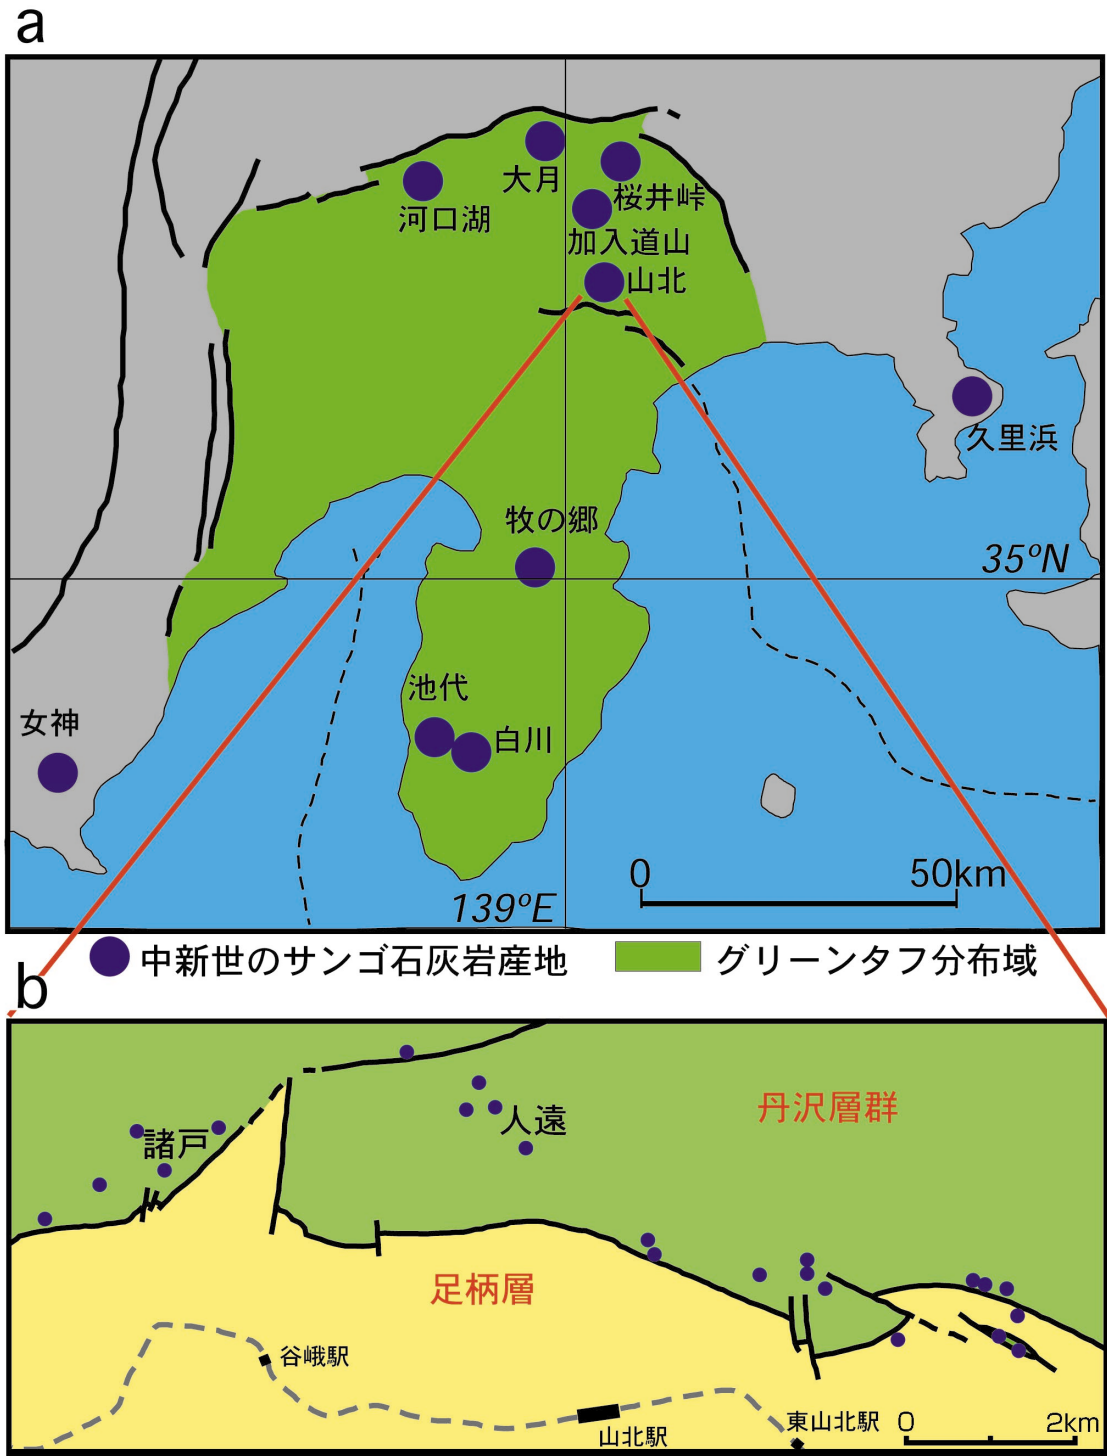 a
大月
桜井峠
河口湖
加入道山
山北
久里浜
牧の郷
35ºN
池代
女神
白川
0 50km
139ºE
中新世のサンゴ石灰岩産地 グリーンタフ分布域
b
丹沢層群
人遠
諸戸
足柄層
谷峨駅
東山北駅 0 2km
山北駅